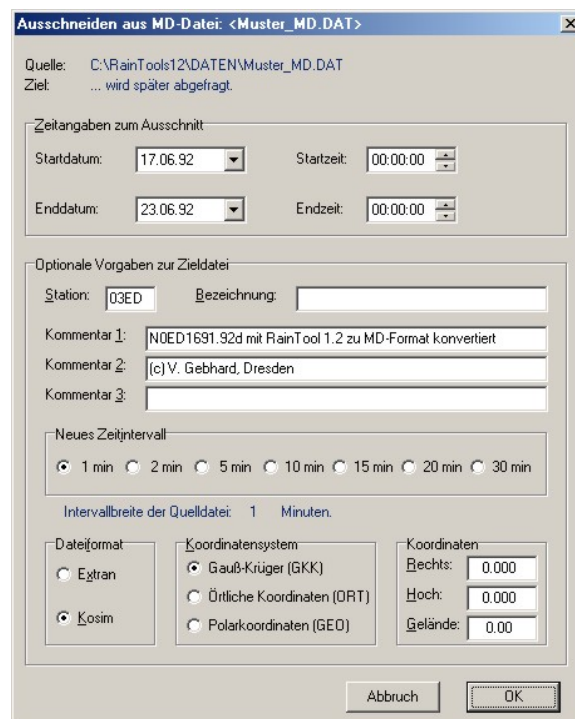 Ausschneiden aus MD-Datei: <Muster_MD.DAT>
Quelle: C:\RainTools12\DATEN\Muster_MD.DAT
Ziel: ... wird später abgefragt.
Zeitangaben zum Ausschnitt
Startdatum: 17.06.92 Startzeit: 00:00:00
Enddatum: 23.06.92 Endzeit: 00:00:00
Optionale Vorgaben zur Zieldatei
Station: 03ED Bezeichnung:
Kommentar 1: N0ED1691.92d mit RainTool 1.2 zu MD-Format konvertiert
Kommentar 2: (c) V. Gebhard, Dresden
Kommentar 3:
Neues Zeitintervall
1 min 2 min 5 min 10 min 15 min 20 min 30 min
Intervallbreite der Quelldatei: 1 Minuten.
Dateiformat
Extran
Kosim
Koordinatensystem
Gauß-Krüger (GKK)
Örtliche Koordinaten (ORT)
Polarkoordinaten (GEO)
Koordinaten
Rechts: 0.000
Hoch: 0.000
Gelände: 0.00
Abbruch OK